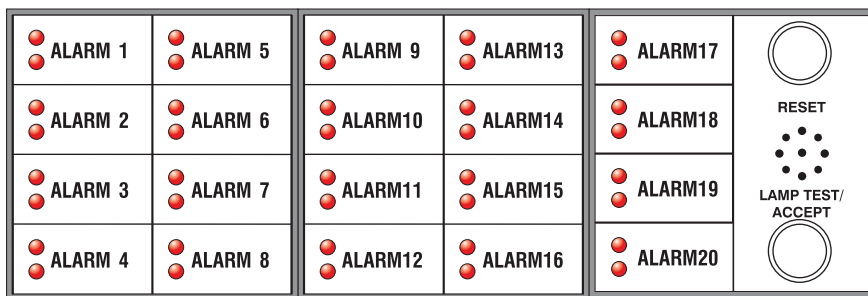 ALARM 1
ALARM 5
ALARM 9
ALARM13
ALARM17
ALARM 2
ALARM 6
ALARM10
ALARM14
ALARM18
RESET
ALARM 3
ALARM 7
ALARM11
ALARM15
ALARM19
LAMP TEST/
ACCEPT
ALARM 4
ALARM 8
ALARM12
ALARM16
ALARM20